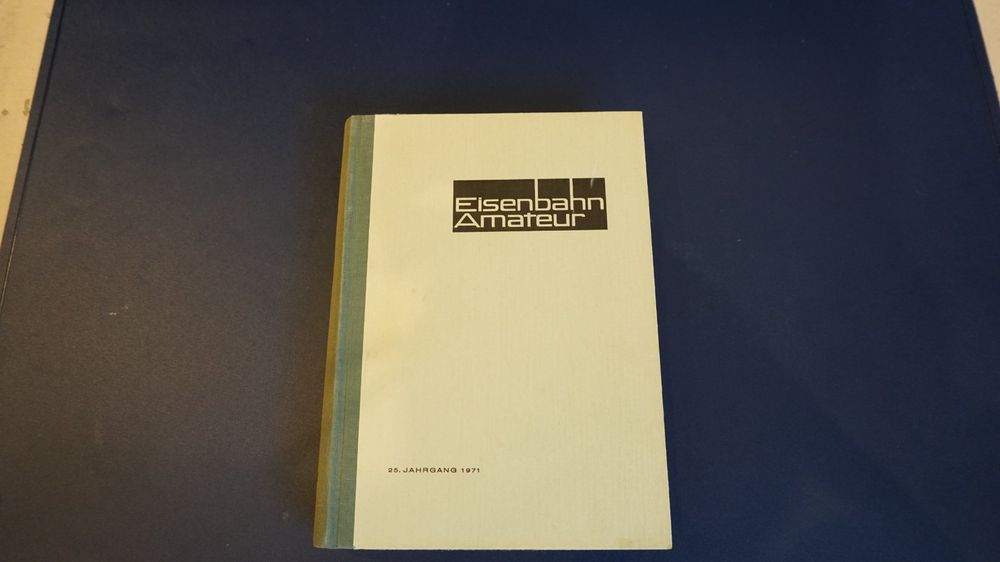 Eisenbahn
Amateur
25. JAHRGANG 1971